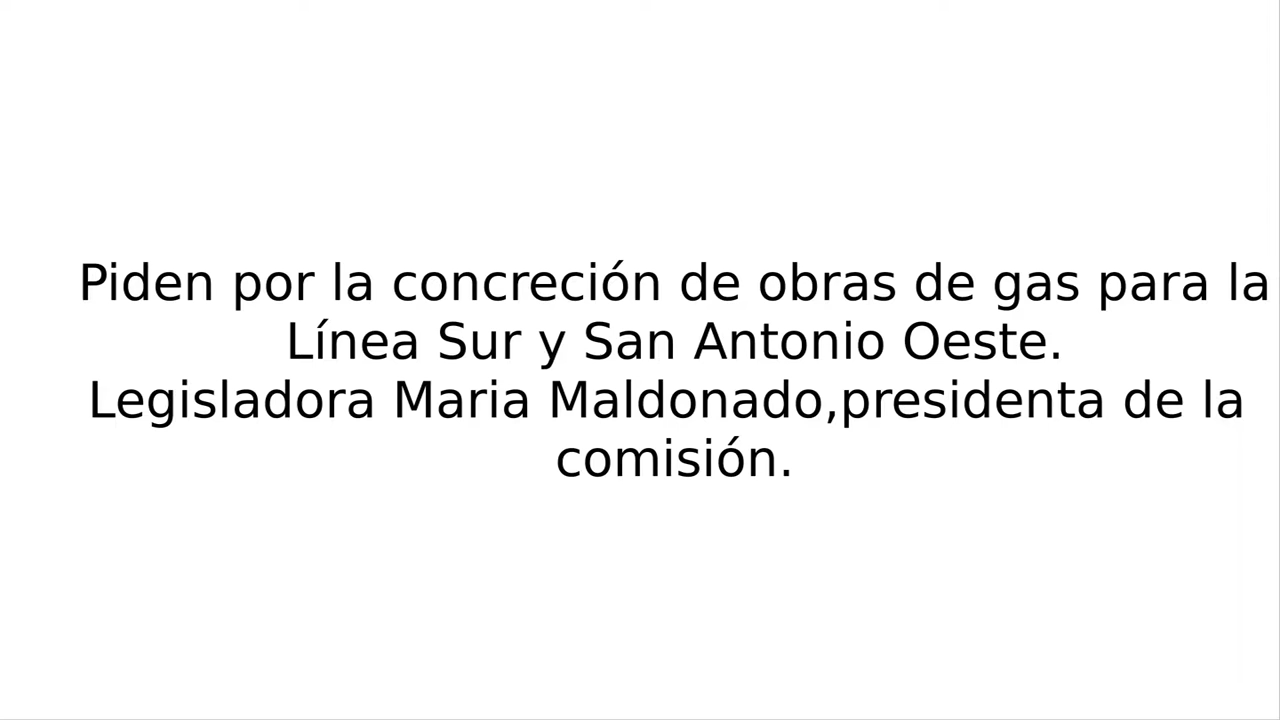 Piden por la concreción de obras de gas para la
Línea Sur y San Antonio Oeste.
Legisladora Maria Maldonado,presidenta de la
comisión.